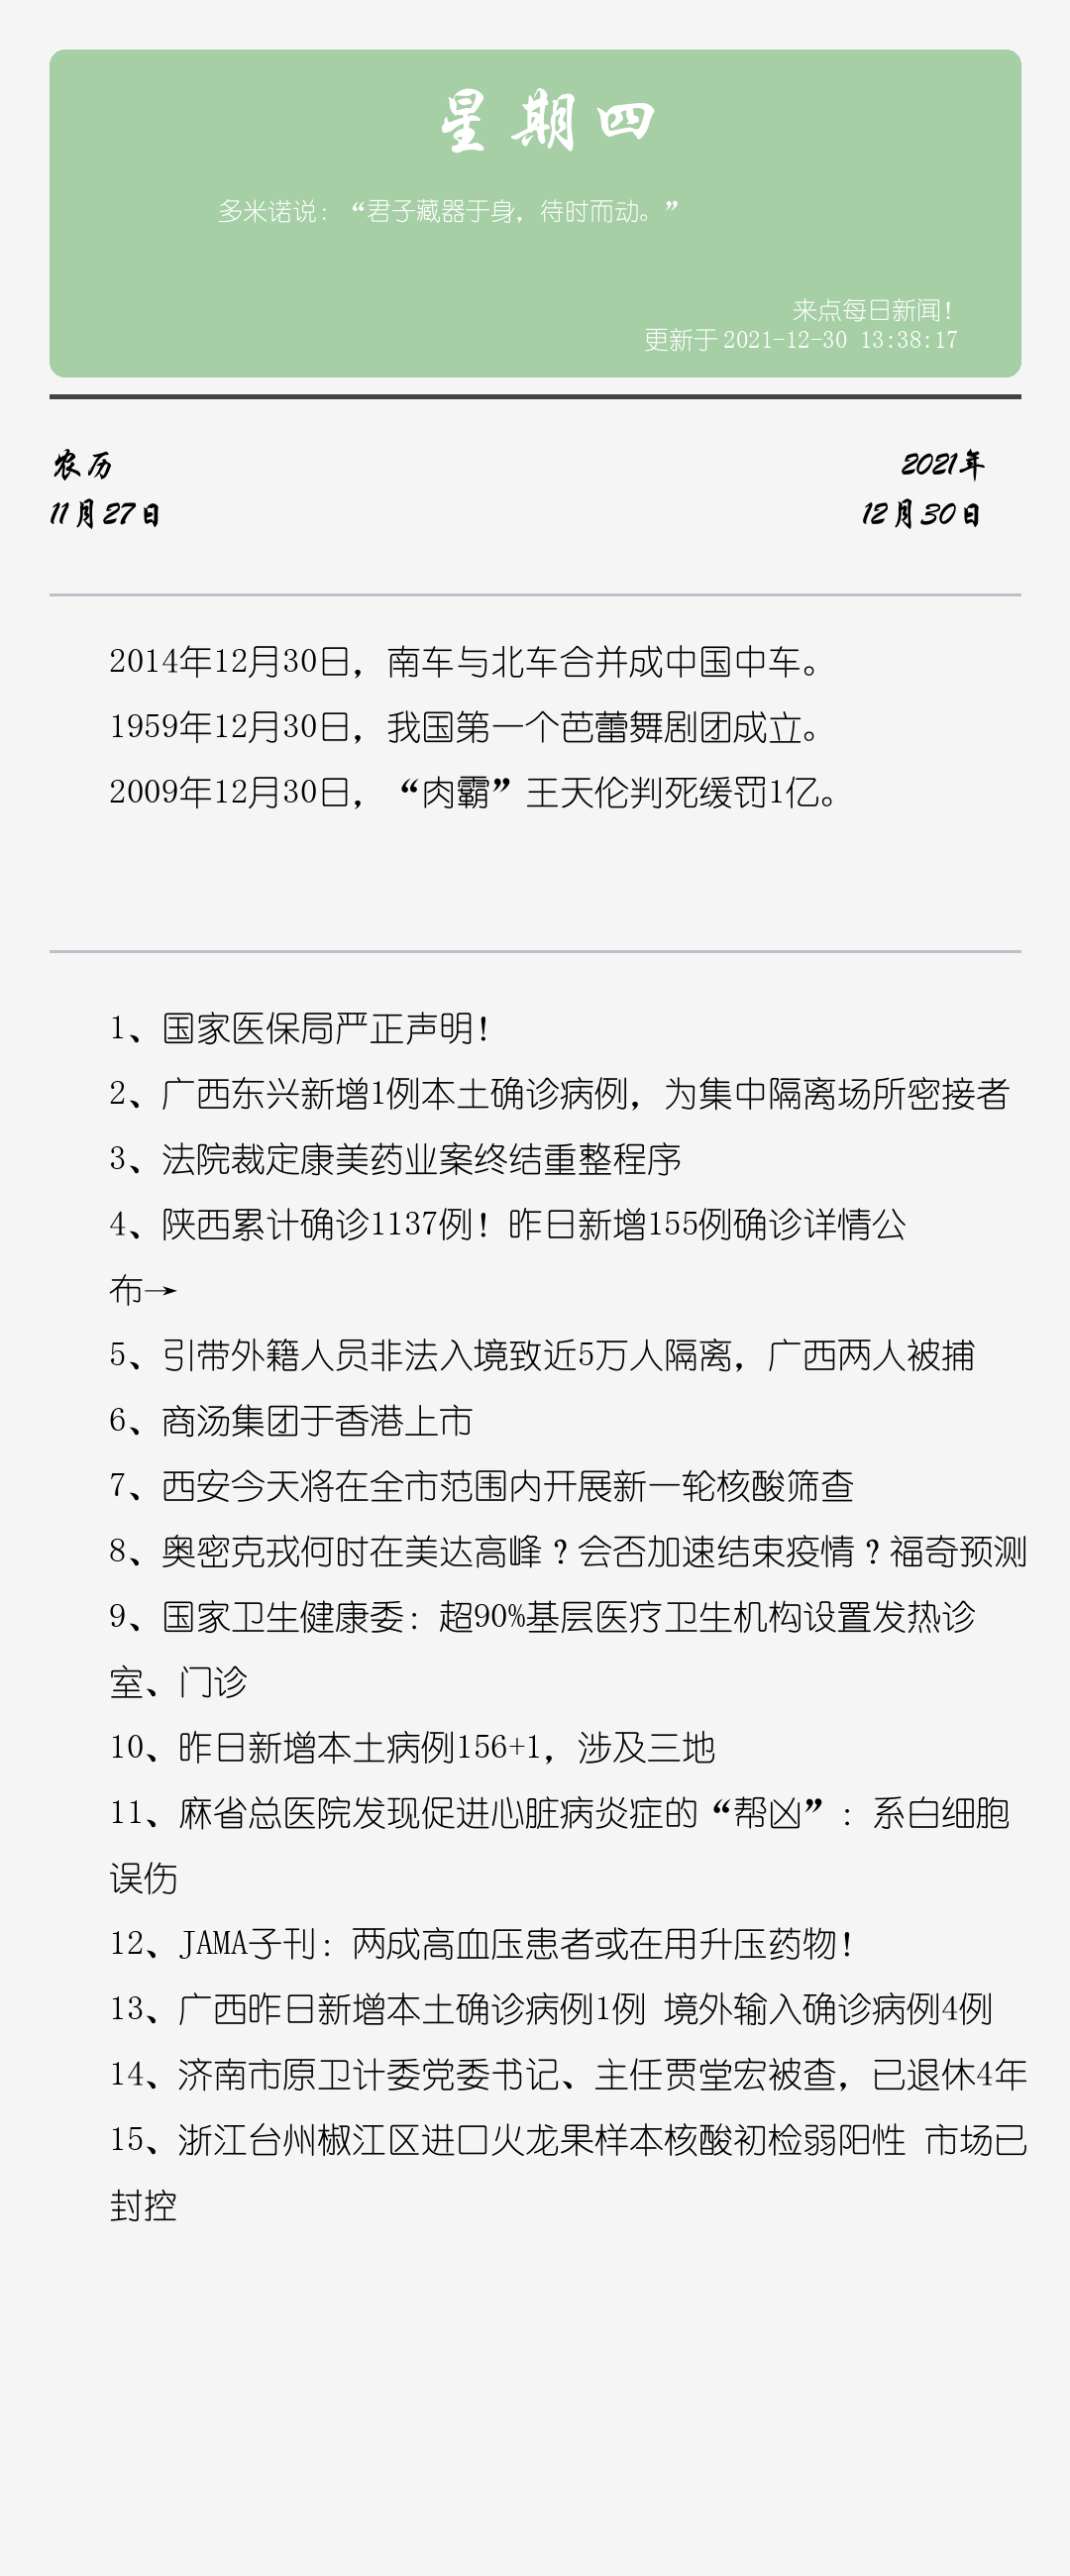 星期四
多米诺说：“君子藏器于身，待时而动。”
来点每日新闻！
更新于2021-12-30 13:38:17
农历
2021年
11月27日
12月30日
2014年12月30日，南车与北车合并成中国中车。
1959年12月30日，我国第一个芭蕾舞剧团成立。
2009年12月30日，“肉霸”王天伦判死缓罚1亿。
1、国家医保局严正声明！
2、广西东兴新增1例本土确诊病例，为集中隔离场所密接者
3、法院裁定康美药业案终结重整程序
4、陕西累计确诊1137例！昨日新增155例确诊详情公
布→
5、引带外籍人员非法入境致近5万人隔离，广西两人被捕
6、商汤集团于香港上市
7、西安今天将在全市范围内开展新一轮核酸筛查
8、奥密克戎何时在美达高峰？会否加速结束疫情？福奇预测
9、国家卫生健康委：超90%基层医疗卫生机构设置发热诊
室、门诊
10、昨日新增本土病例156+1，涉及三地
11、麻省总医院发现促进心脏病炎症的“帮凶”：系白细胞
误伤
12、JAMA子刊：两成高血压患者或在用升压药物！
13、广西昨日新增本土确诊病例1例 境外输入确诊病例4例
14、济南市原卫计委党委书记、主任贾堂宏被查，已退休4年
15、浙江台州椒江区进口火龙果样本核酸初检弱阳性 市场已
封控